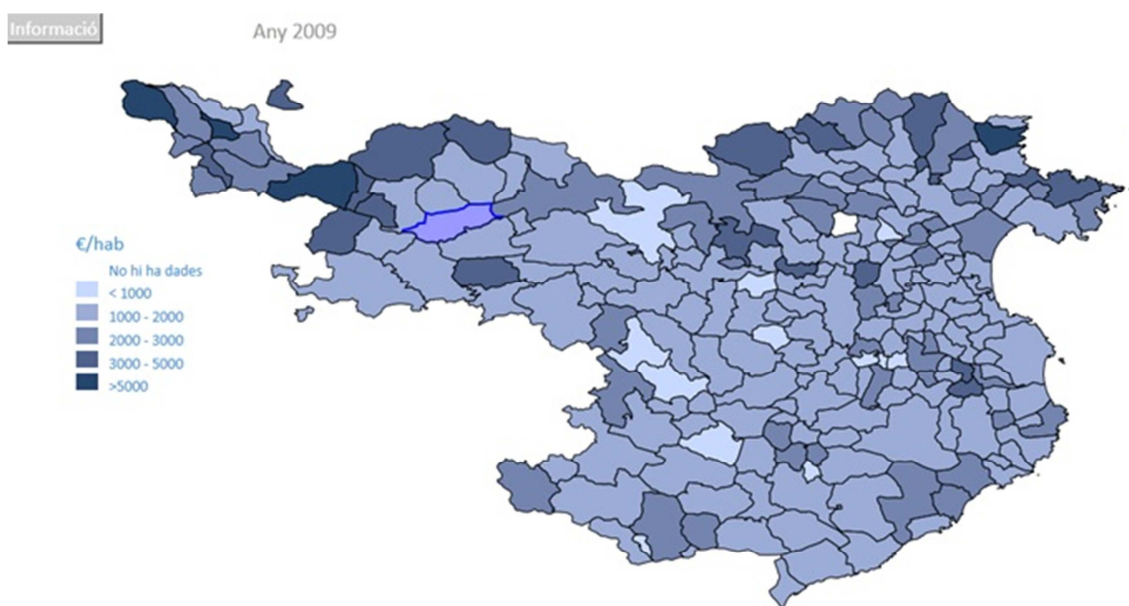 Informació
Any 2009
€/hab
No hi ha dades
< 1000
1000 - 2000
2000 - 3000
3000 - 5000
>5000